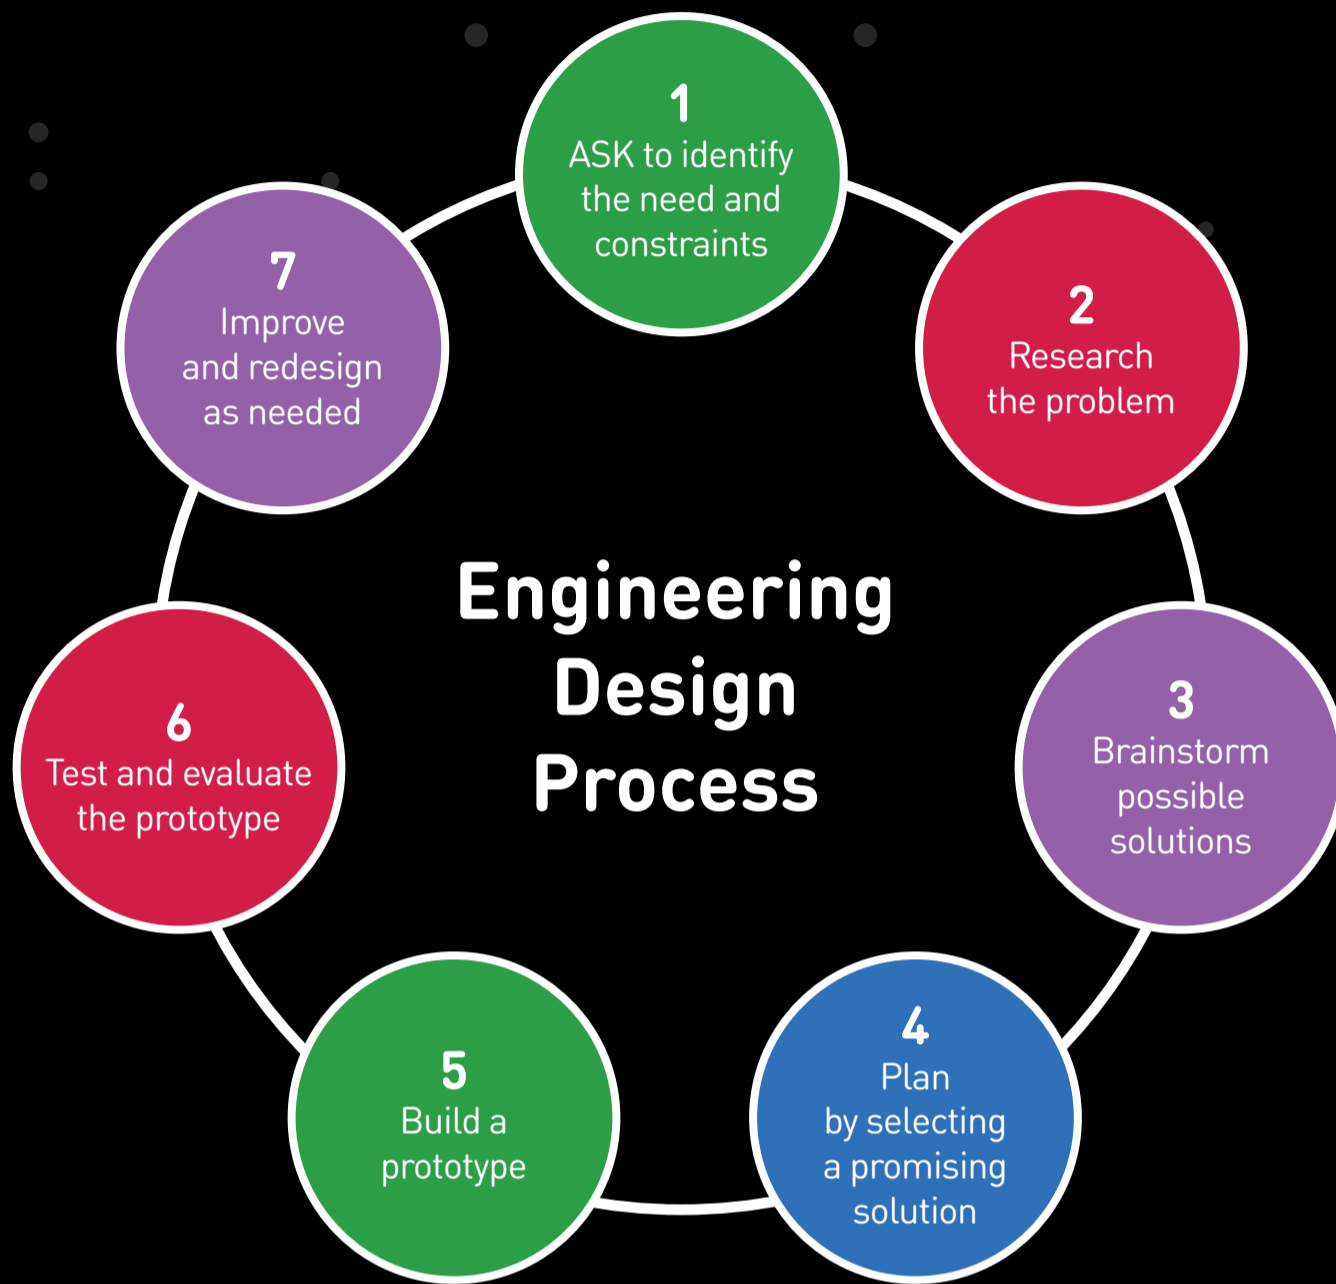 1
ASK to identify
the need and
constraints
2
Research
the problem
3
Brainstorm
possible
solutions
4
Plan
by selecting
a promising
solution
5
Build a
prototype
6
Test and evaluate
the prototype
7
Improve
and redesign
as needed
Engineering
Design
Process